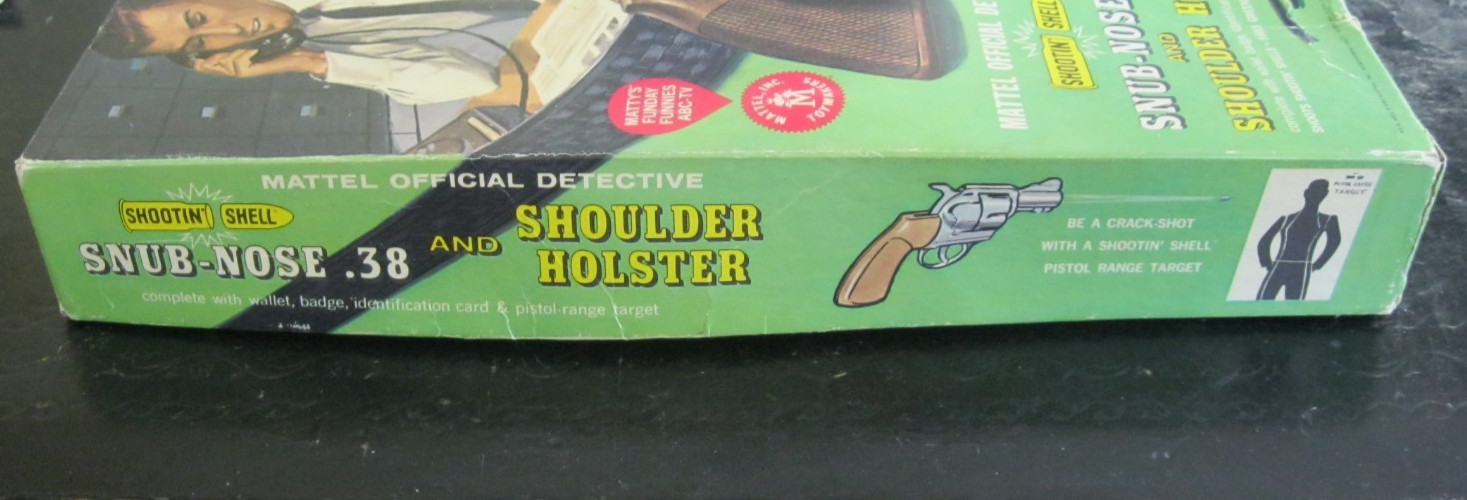 MATTY'S
FUNDAY
FUNNIES
ABC-TV
MATTEL, INC.
M
TOYMAKERS
MATTEL OFFICIAL DE
SHOOTIN' SHELL
SNUB-NOSE
AND
SHOULDER H
MATTEL OFFICIAL DETECTIVE
SHOOTIN' SHELL
SNUB-NOSE .38
AND
SHOULDER
HOLSTER
complete with wallet, badge, identification card & pistol-range target
BE A CRACK-SHOT
WITH A SHOOTIN' SHELL
PISTOL RANGE TARGET
TARGET